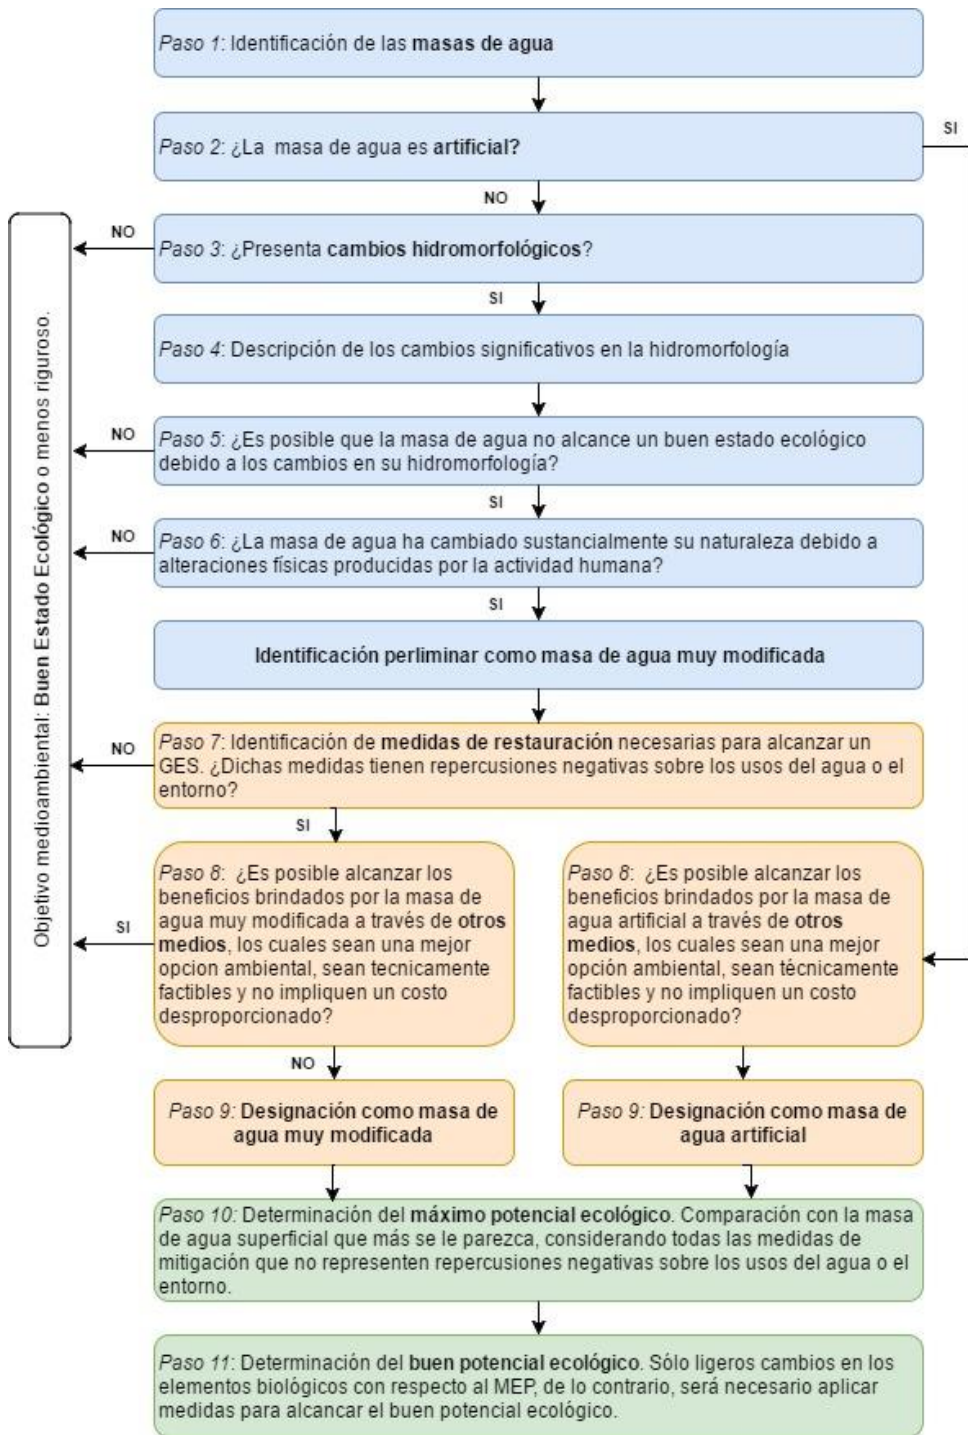 Paso 1: Identificación de las masas de agua
SI
Paso 2: ¿La masa de agua es artificial?
NO
NO
Paso 3: ¿Presenta cambios hidromorfológicos?
SI
Paso 4: Descripción de los cambios significativos en la hidromorfología
NO
Paso 5: ¿Es posible que la masa de agua no alcance un buen estado ecológico
debido a los cambios en su hidromorfología?
SI
NO
Paso 6: ¿La masa de agua ha cambiado sustancialmente su naturaleza debido a
alteraciones físicas producidas por la actividad humana?
SI
Identificación perliminar como masa de agua muy modificada
NO
Paso 7: Identificación de medidas de restauración necesarias para alcanzar un
GES. ¿Dichas medidas tienen repercusiones negativas sobre los usos del agua o el
entorno?
SI
Objetivo medioambiental: Buen Estado Ecológico o menos riguroso.
SI
Paso 8: ¿Es posible alcanzar los
beneficios brindados por la masa de
agua muy modificada a través de otros
medios, los cuales sean una mejor
opcion ambiental, sean tecnicamente
factibles y no impliquen un costo
desproporcionado?
Paso 8: ¿Es posible alcanzar los
beneficios brindados por la masa de
agua artificial a través de otros
medios, los cuales sean una mejor
opción ambiental, sean técnicamente
factibles y no impliquen un costo
desproporcionado?
NO
Paso 9: Designación como masa de
agua muy modificada
Paso 9: Designación como masa de
agua artificial
Paso 10: Determinación del máximo potencial ecológico. Comparación con la masa
de agua superficial que más se le parezca, considerando todas las medidas de
mitigación que no representen repercusiones negativas sobre los usos del agua o el
entorno.
Paso 11: Determinación del buen potencial ecológico. Sólo ligeros cambios en los
elementos biológicos con respecto al MEP, de lo contrario, será necesario aplicar
medidas para alcancar el buen potencial ecológico.